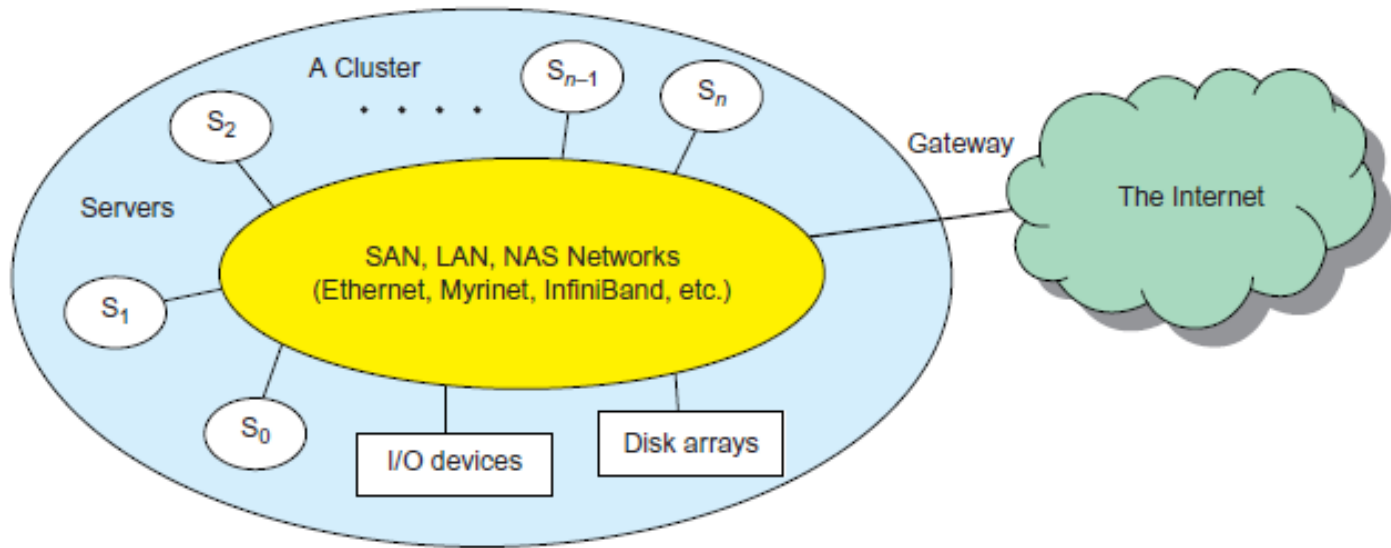 A Cluster
S₂
. . . .
Sₙ₋₁
Sₙ
Gateway
Servers
The Internet
SAN, LAN, NAS Networks
(Ethernet, Myrinet, InfiniBand, etc.)
S₁
S₀
I/O devices
Disk arrays